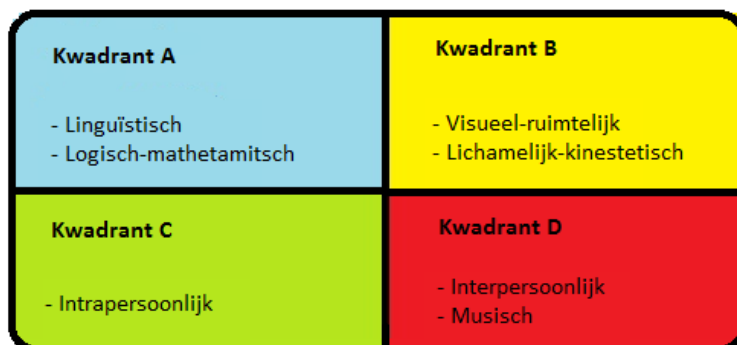 Kwadrant A
- Linguïstisch
- Logisch-mathetamitsch
Kwadrant B
- Visueel-ruimtelijk
- Lichamelijk-kinestetisch
Kwadrant C
- Intrapersoonlijk
Kwadrant D
- Interpersoonlijk
- Musisch